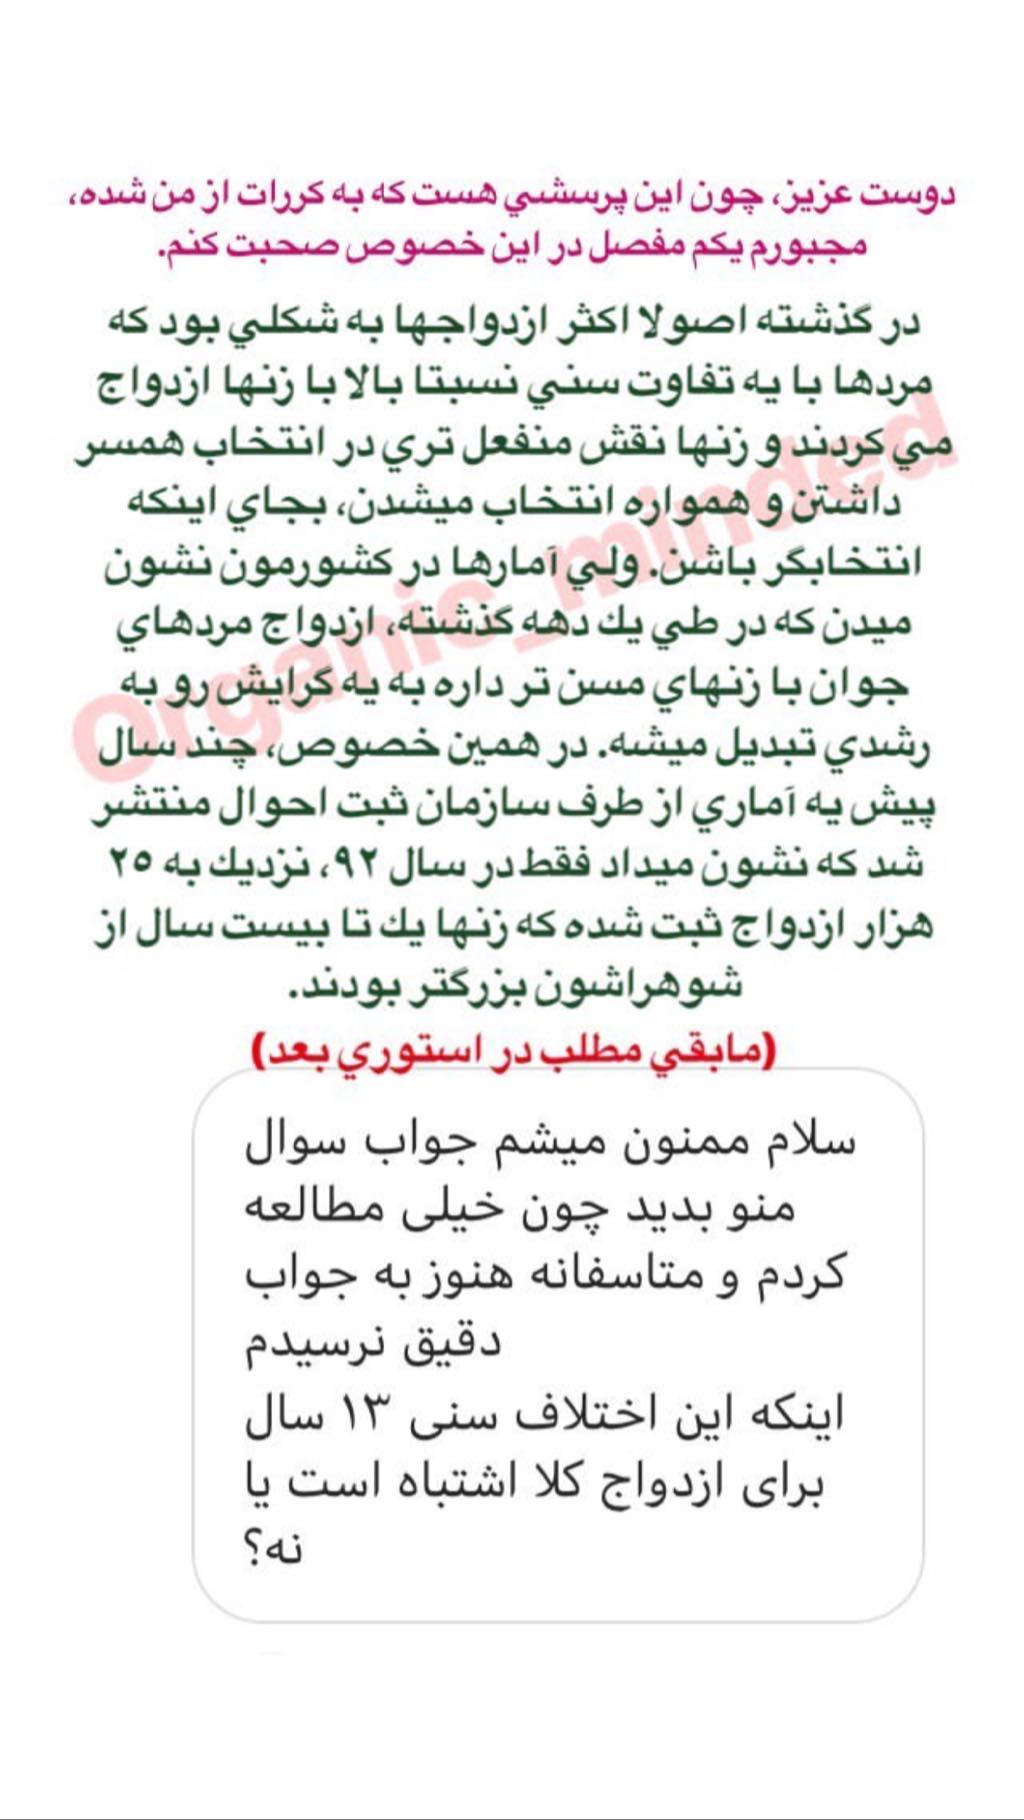 دوست عزيز، چون اين پرسشي هست كه به كررات از من شده،
مجبورم يكم مفصل در اين خصوص صحبت كنم.
در گذشته اصولا اكثر ازدواجها به شكلي بود كه
مردها با يه تفاوت سني نسبتا بالا با زنها ازدواج
مي كردند و زنها نقش منفعل تري در انتخاب همسر
داشتن و همواره انتخاب ميشدن، بجاي اينكه
انتخابگر باشن. ولي آمارها در كشورمون نشون
ميدن كه در طي يك دهه گذشته، ازدواج مردهاي
جوان با زنهاي مسن تر داره به يه گرايش رو به
رشدي تبديل ميشه. در همين خصوص، چند سال
پيش يه آماري از طرف سازمان ثبت احوال منتشر
شد كه نشون ميداد فقط در سال ٩٢، نزديك به ٢٥
هزار ازدواج ثبت شده كه زنها يك تا بيست سال از
شوهراشون بزرگتر بودند.
(مابقي مطلب در استوري بعد)
Organic_minded
سلام ممنون میشم جواب سوال
منو بدید چون خیلی مطالعه
کردم و متاسفانه هنوز به جواب
دقیق نرسیدم
اینکه این اختلاف سنی ۱۳ سال
برای ازدواج کلا اشتباه است یا
نه؟